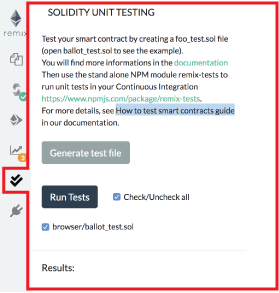 SOLIDITY UNIT TESTING
remix
Test your smart contract by creating a foo_test.sol file
(open ballot_test.sol to see the example).
You will find more informations in the documentation
Then use the stand alone NPM module remix-tests to
run unit tests in your Continuous Integration
https://www.npmjs.com/package/remix-tests.
For more details, see How to test smart contracts guide
in our documentation.
Generate test file
3
Run Tests
Check/Uncheck all
browser/ballot_test.sol
Results: